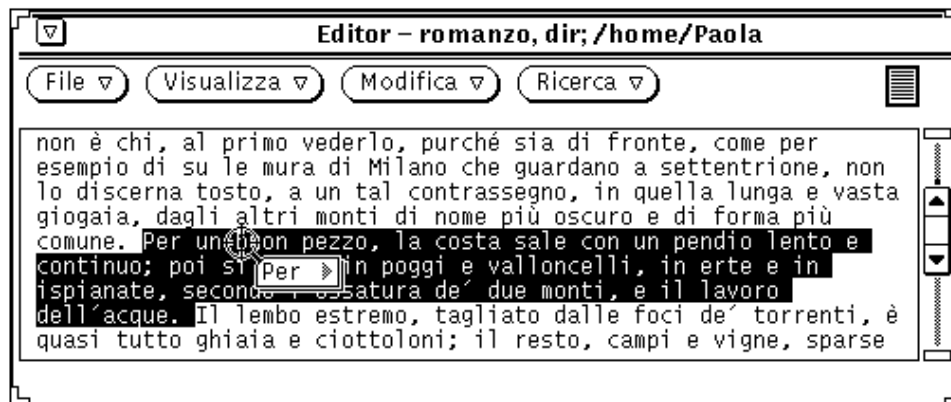 Editor – romanzo, dir; /home/Paola
File Visualizza Modifica Ricerca
non è chi, al primo vederlo, purché sia di fronte, come per
esempio di su le mura di Milano che guardano a settentrione, non
lo discerna tosto, a un tal contrassegno, in quella lunga e vasta
giogaia, dagli altri monti di nome più oscuro e di forma più
comune. Per un buon pezzo, la costa sale con un pendio lento e
continuo; poi si in poggi e valloncelli, in erte e in
Per
ispianate, secondo l´ossatura de´ due monti, e il lavoro
dell´acque. Il lembo estremo, tagliato dalle foci de´ torrenti, è
quasi tutto ghiaia e ciottoloni; il resto, campi e vigne, sparse